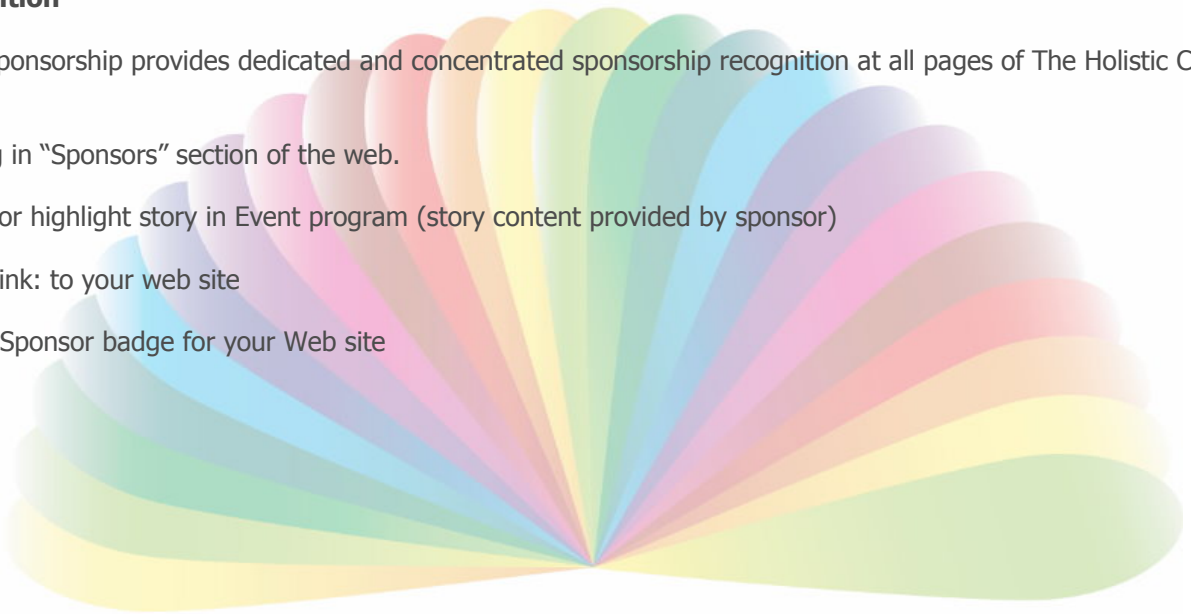 ition
ponsorship provides dedicated and concentrated sponsorship recognition at all pages of The Holistic C
g in “Sponsors” section of the web.
or highlight story in Event program (story content provided by sponsor)
ink: to your web site
Sponsor badge for your Web site